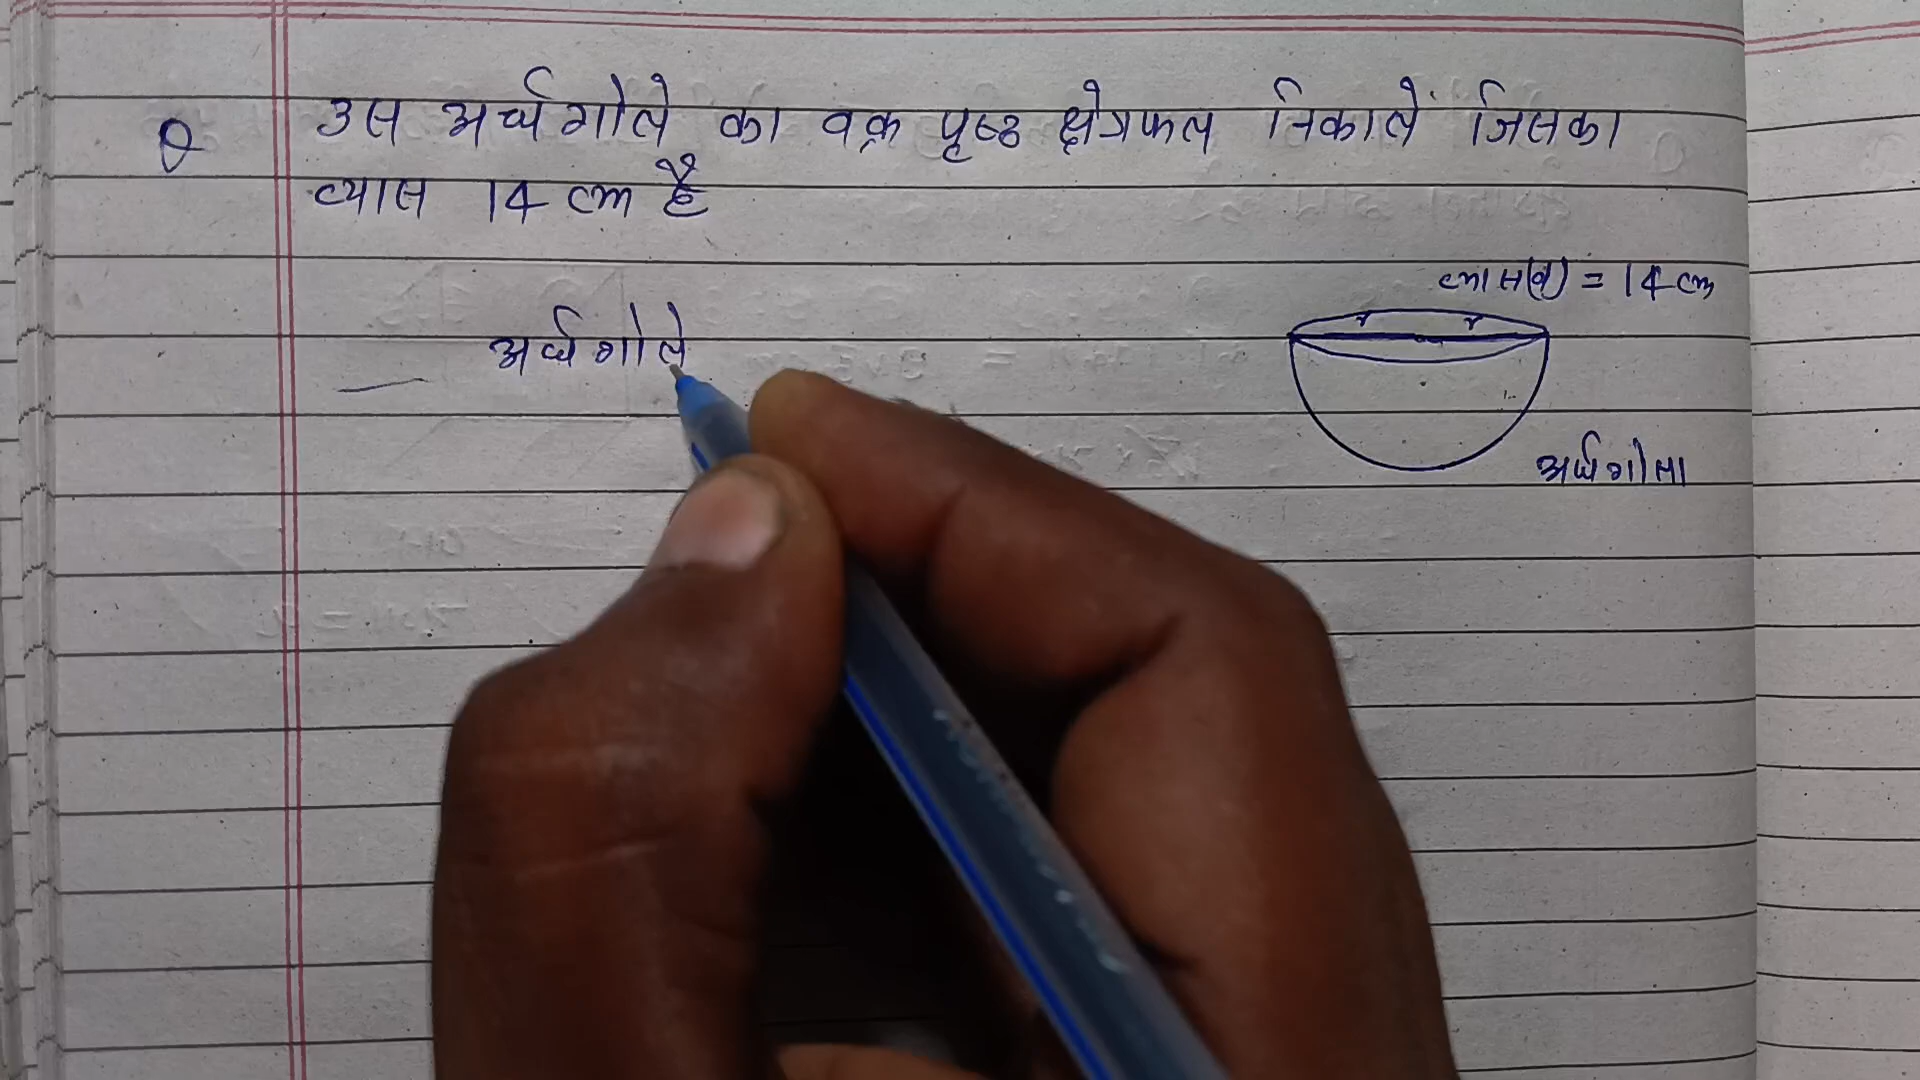 Q उस अर्धगोले का वक्र पृष्ठ क्षेत्रफल निकालें जिसका
व्यास 14 cm है
व्यास(d) = 14 cm
अर्धगोले
अर्धगोला